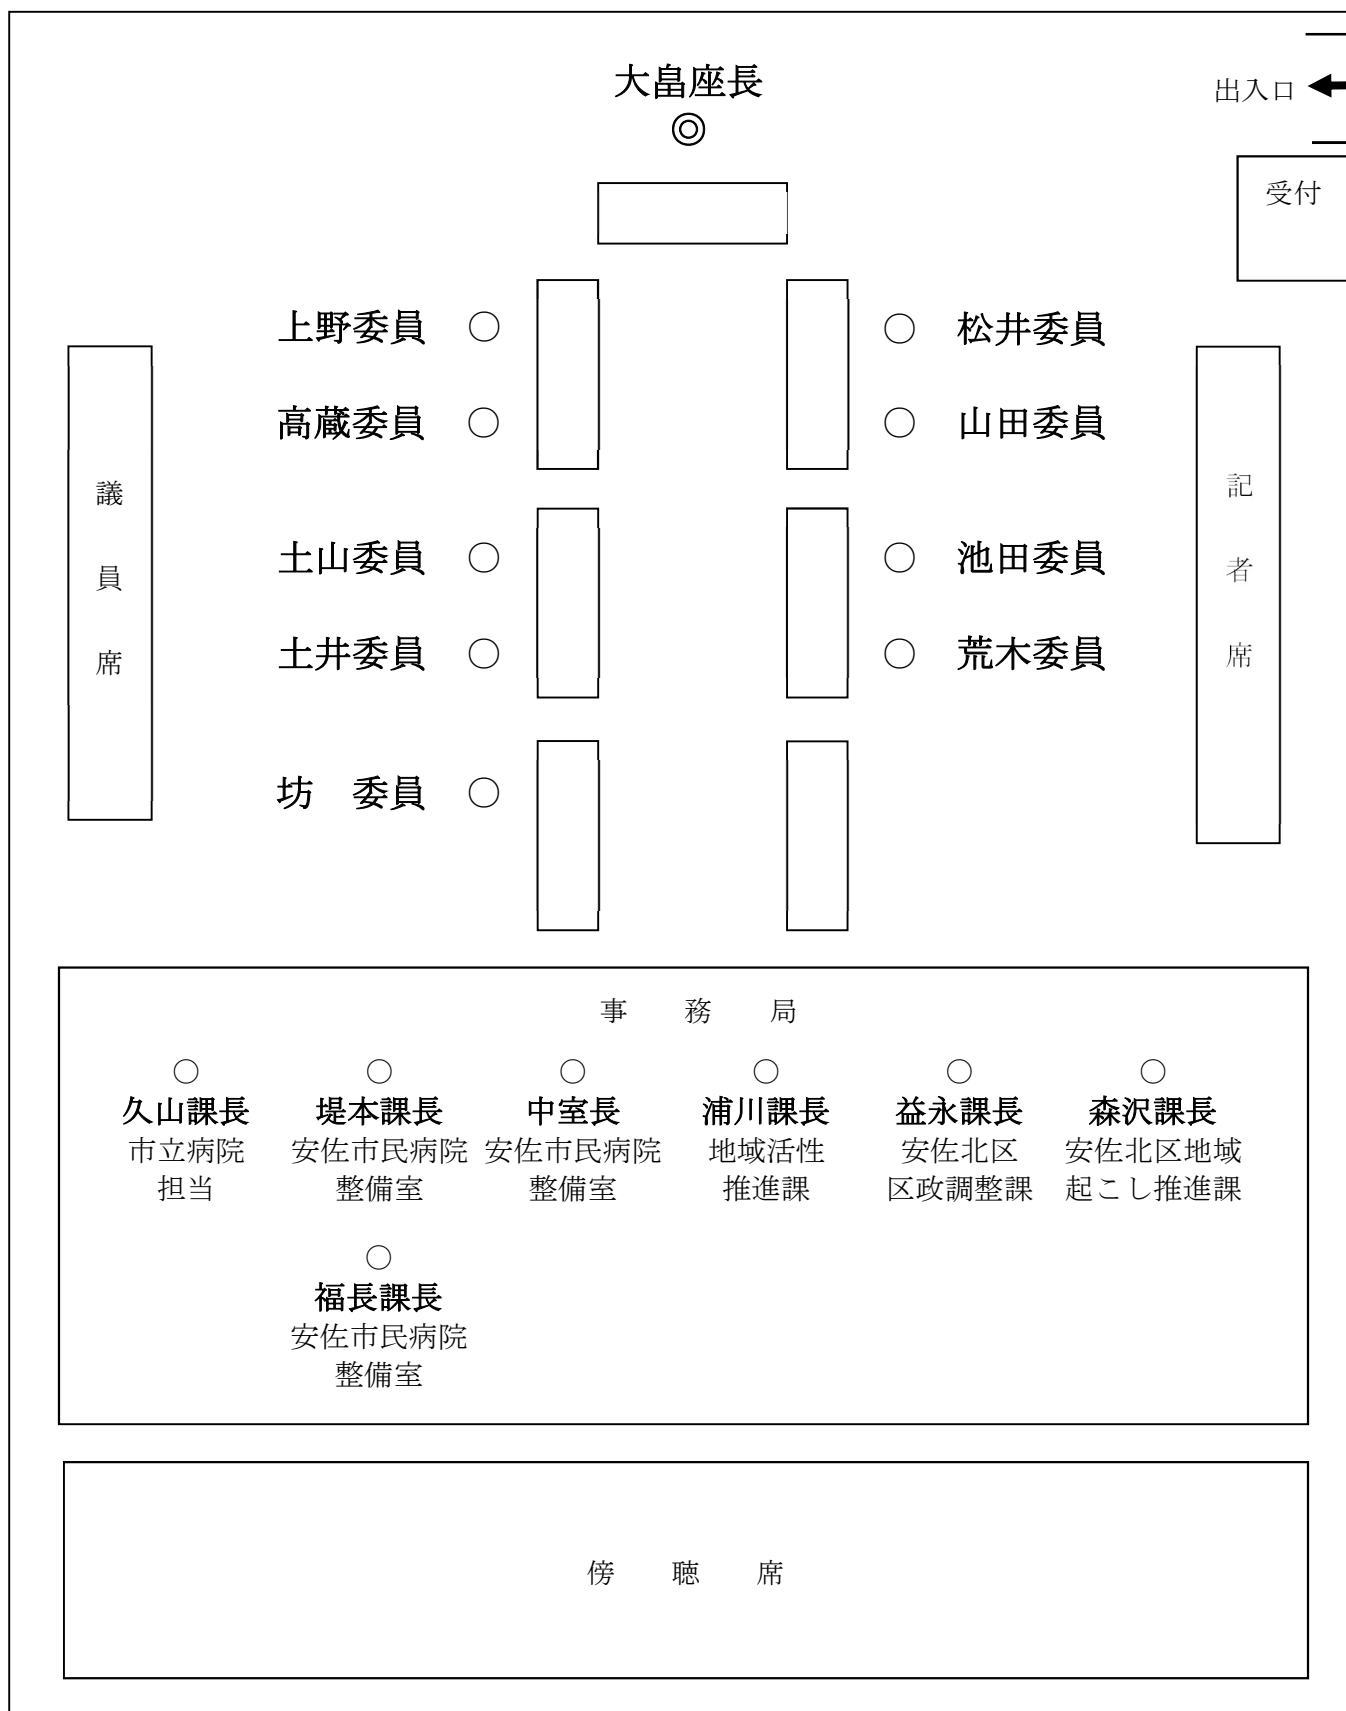 大畠座長
◎
出入口
受付
上野委員 ○
○ 松井委員
高蔵委員 ○
○ 山田委員
土山委員 ○
○ 池田委員
土井委員 ○
○ 荒木委員
坊　委員 ○
議員席
記者席
事　務　局
○ ○ ○ ○ ○ ○
久山課長 堤本課長 中室長 浦川課長 益永課長 森沢課長
市立病院 安佐市民病院 安佐市民病院 地域活性 安佐北区 安佐北区地域
担当 整備室 整備室 推進課 区政調整課 起こし推進課
○
福長課長
安佐市民病院
整備室
傍　聴　席